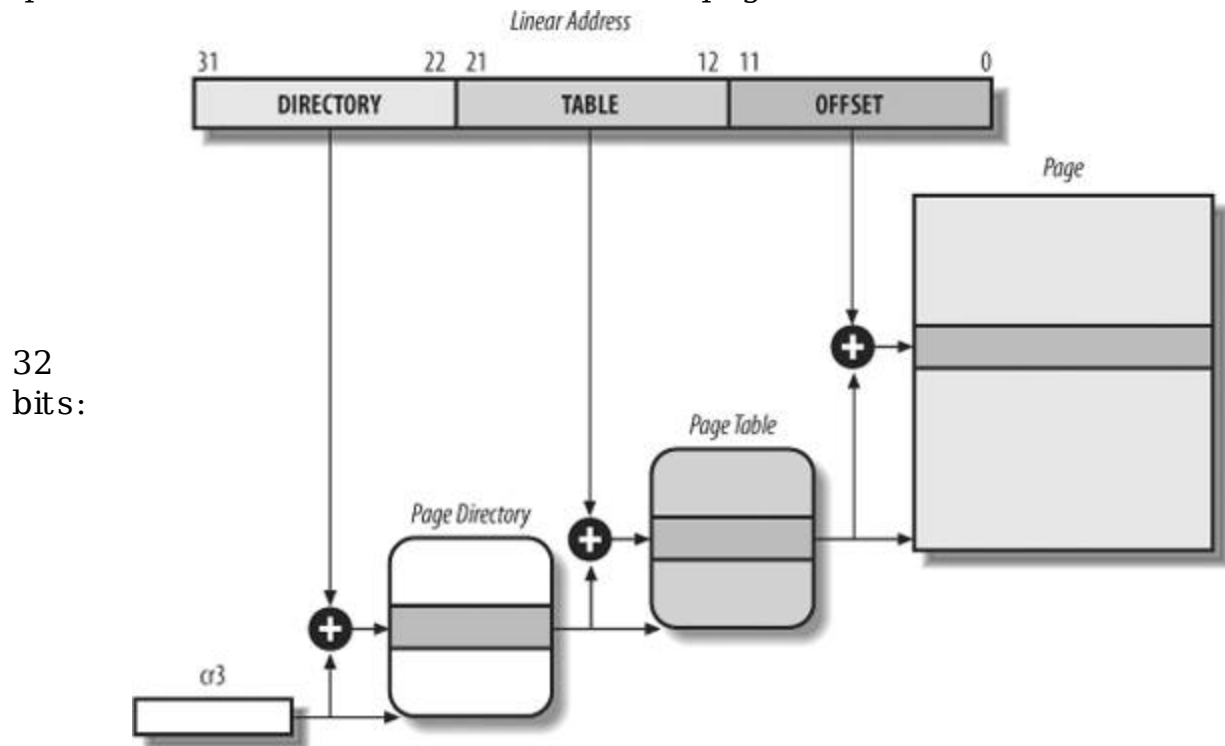 Linear Address
31 22 21 12 11 0
DIRECTORY TABLE OFFSET
Page
32
bits:
Page Table
Page Directory
cr3